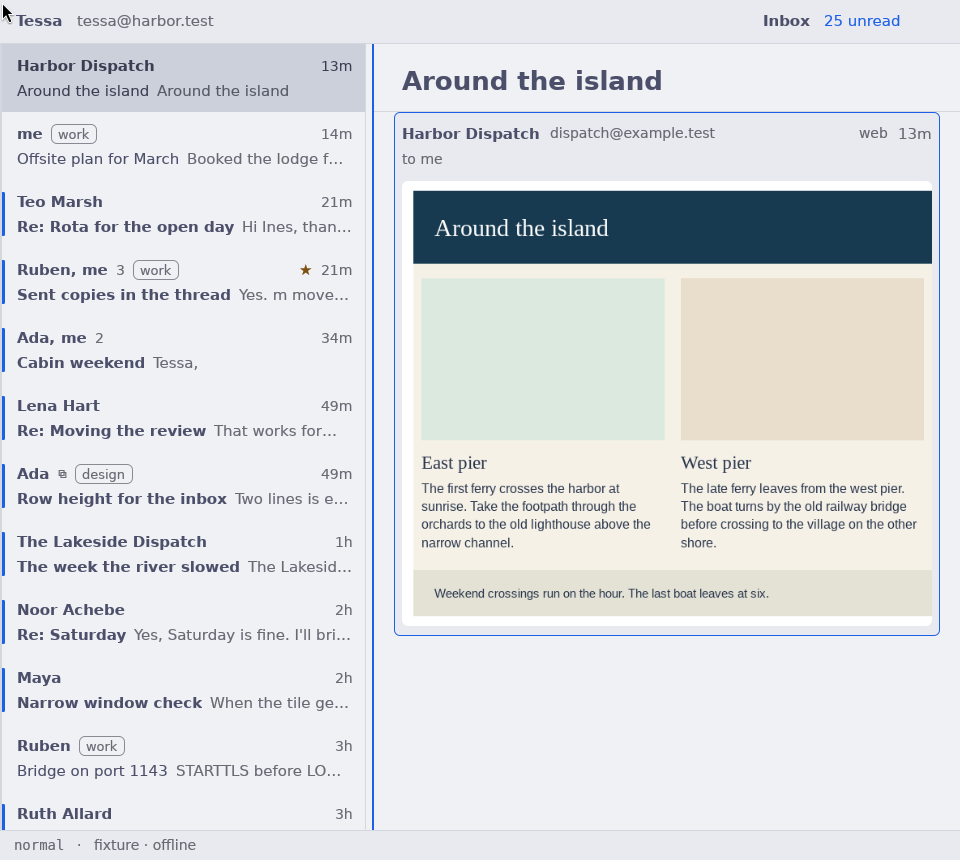 Tessa tessa@harbor.test Inbox 25 unread
Harbor Dispatch 13m
Around the island Around the island
me work 14m
Offsite plan for March Booked the lodge f…
Teo Marsh 21m
Re: Rota for the open day Hi Ines, than…
Ruben, me 3 work ★ 21m
Sent copies in the thread Yes. m move…
Ada, me 2 34m
Cabin weekend Tessa,
Lena Hart 49m
Re: Moving the review That works for…
Ada ⧉ design 49m
Row height for the inbox Two lines is e…
The Lakeside Dispatch 1h
The week the river slowed The Lakesid…
Noor Achebe 2h
Re: Saturday Yes, Saturday is fine. I'll bri…
Maya 2h
Narrow window check When the tile ge…
Ruben work 3h
Bridge on port 1143 STARTTLS before LO…
Ruth Allard 3h
Around the island
Harbor Dispatch dispatch@example.test web 13m
to me
Around the island
East pier
The first ferry crosses the harbor at
sunrise. Take the footpath through the
orchards to the old lighthouse above the
narrow channel.
West pier
The late ferry leaves from the west pier.
The boat turns by the old railway bridge
before crossing to the village on the other
shore.
Weekend crossings run on the hour. The last boat leaves at six.
normal · fixture · offline